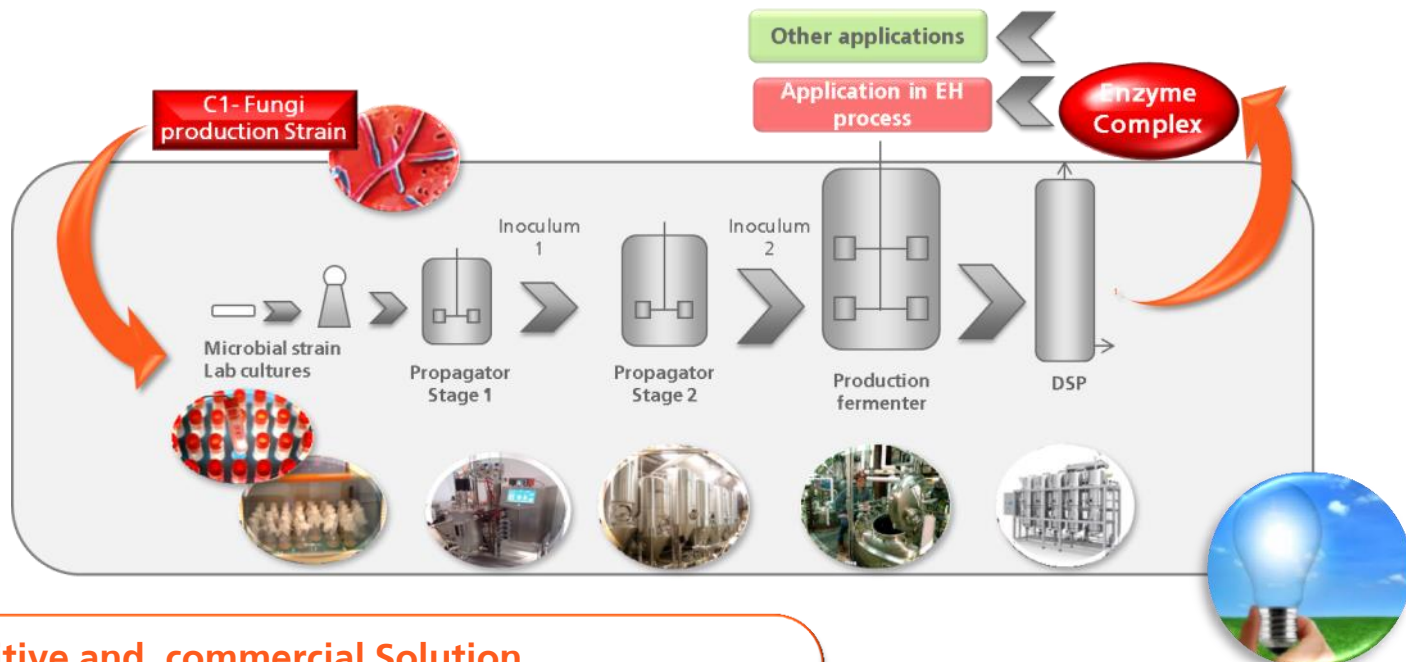 Other applications
Application in EH
process
Enzyme
Complex
C1- Fungi
production Strain
Inoculum
1
Inoculum
2
Microbial strain
Lab cultures
Propagator
Stage 1
Propagator
Stage 2
Production
fermenter
DSP
1.
tive and commercial Solution